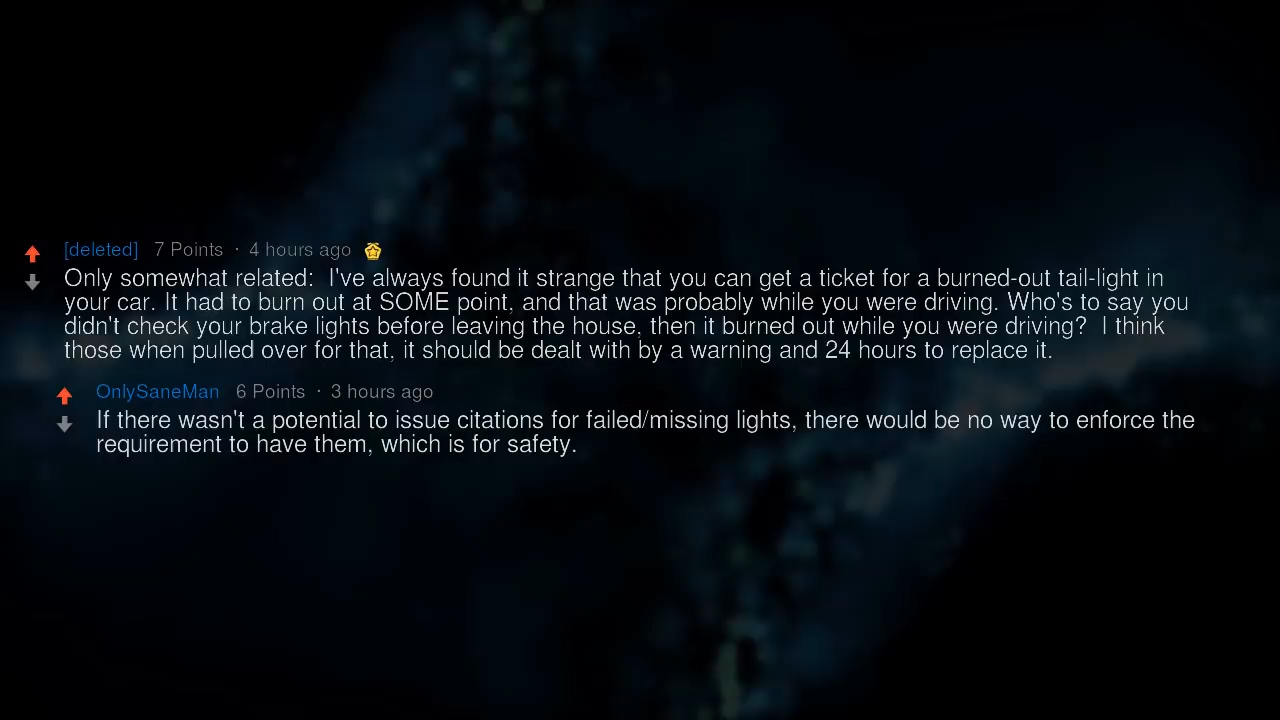 [deleted] 7 Points · 4 hours ago
Only somewhat related:  I've always found it strange that you can get a ticket for a burned-out tail-light in
your car. It had to burn out at SOME point, and that was probably while you were driving. Who's to say you
didn't check your brake lights before leaving the house, then it burned out while you were driving?  I think
those when pulled over for that, it should be dealt with by a warning and 24 hours to replace it.
OnlySaneMan 6 Points · 3 hours ago
If there wasn't a potential to issue citations for failed/missing lights, there would be no way to enforce the
requirement to have them, which is for safety.